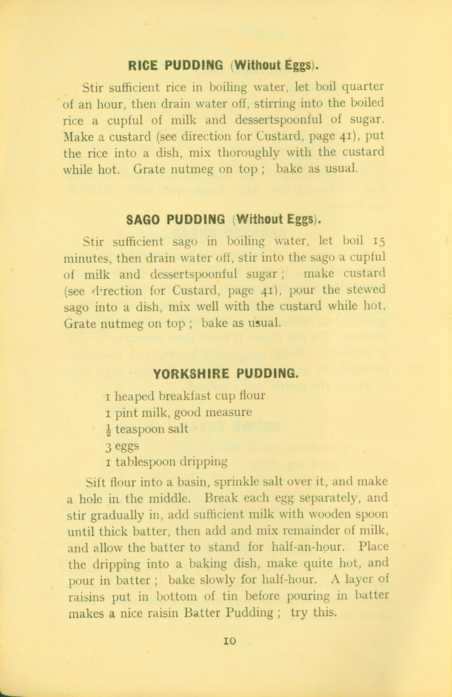 RICE PUDDING (Without Eggs).
Stir sufficient rice in boiling water, let boil quarter
of an hour, then drain water off, stirring into the boiled
rice a cupful of milk and dessertspoonful of sugar.
Make a custard (see direction for Custard, page 41), put
the rice into a dish, mix thoroughly with the custard
while hot. Grate nutmeg on top ; bake as usual.
SAGO PUDDING (Without Eggs).
Stir sufficient sago in boiling water, let boil 15
minutes, then drain water off, stir into the sago a cupful
of milk and dessertspoonful sugar ; make custard
(see direction for Custard, page 41), pour the stewed
sago into a dish, mix well with the custard while hot.
Grate nutmeg on top ; bake as usual.
YORKSHIRE PUDDING.
1 heaped breakfast cup flour
1 pint milk, good measure
½ teaspoon salt
3 eggs
1 tablespoon dripping
Sift flour into a basin, sprinkle salt over it, and make
a hole in the middle. Break each egg separately, and
stir gradually in, add sufficient milk with wooden spoon
until thick batter, then add and mix remainder of milk,
and allow the batter to stand for half-an-hour. Place
the dripping into a baking dish, make quite hot, and
pour in batter ; bake slowly for half-hour. A layer of
raisins put in bottom of tin before pouring in batter
makes a nice raisin Batter Pudding ; try this.
10